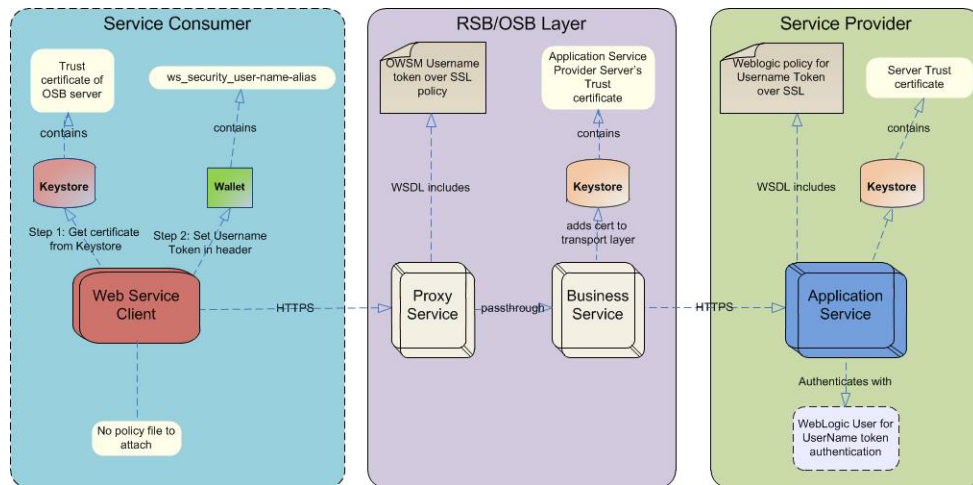 Service Consumer
Trust
certificate of
OSB server
ws_security_user-name-alias
contains
contains
Keystore
Wallet
Step 1: Get certificate
from Keystore
Step 2: Set Username
Token in header
Web Service
Client
HTTPS
No policy file to
attach
RSB/OSB Layer
OWSM Username
token over SSL
policy
Application Service
Provider Server's
Trust
certificate
contains
Keystore
WSDL includes
adds cert to
transport layer
Proxy
Service
passthrough
Business
Service
HTTPS
Service Provider
Weblogic policy for
Username Token
over SSL
Server Trust
certificate
contains
Keystore
WSDL includes
Application
Service
Authenticates with
WebLogic User for
UserName token
authentication